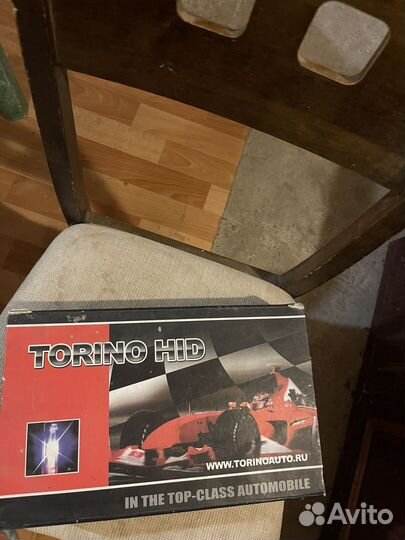 TORINO HID
WWW.TORINOAUTO.RU
IN THE TOP-CLASS AUTOMOBILE
Avito